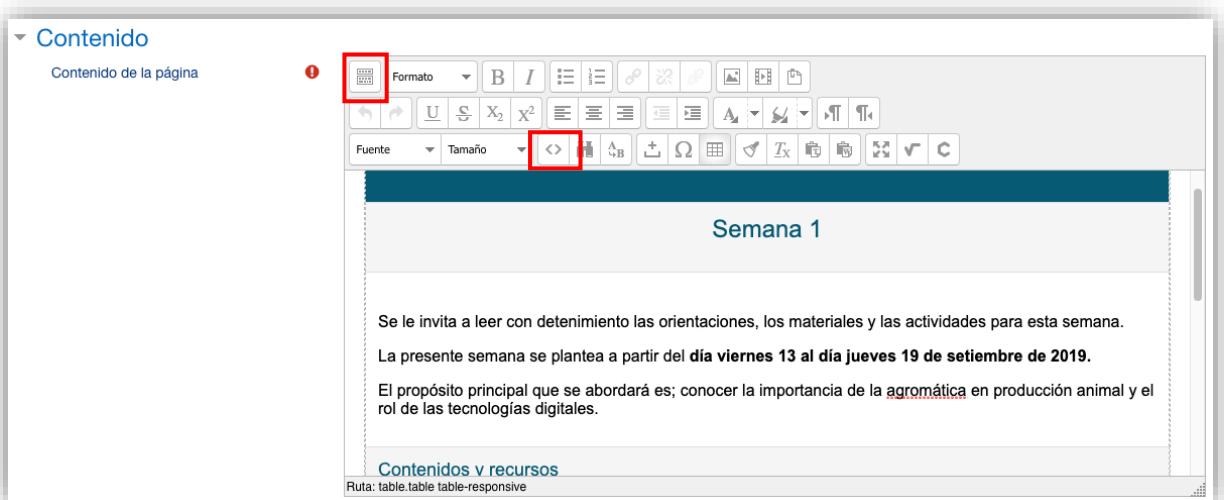 Contenido
Contenido de la página
Formato
B I
U S X₂ X²
Fuente Tamaño
Semana 1
Se le invita a leer con detenimiento las orientaciones, los materiales y las actividades para esta semana.
La presente semana se plantea a partir del día viernes 13 al día jueves 19 de setiembre de 2019.
El propósito principal que se abordará es; conocer la importancia de la agromática en producción animal y el
rol de las tecnologías digitales.
Contenidos y recursos
Ruta: table.table table-responsive